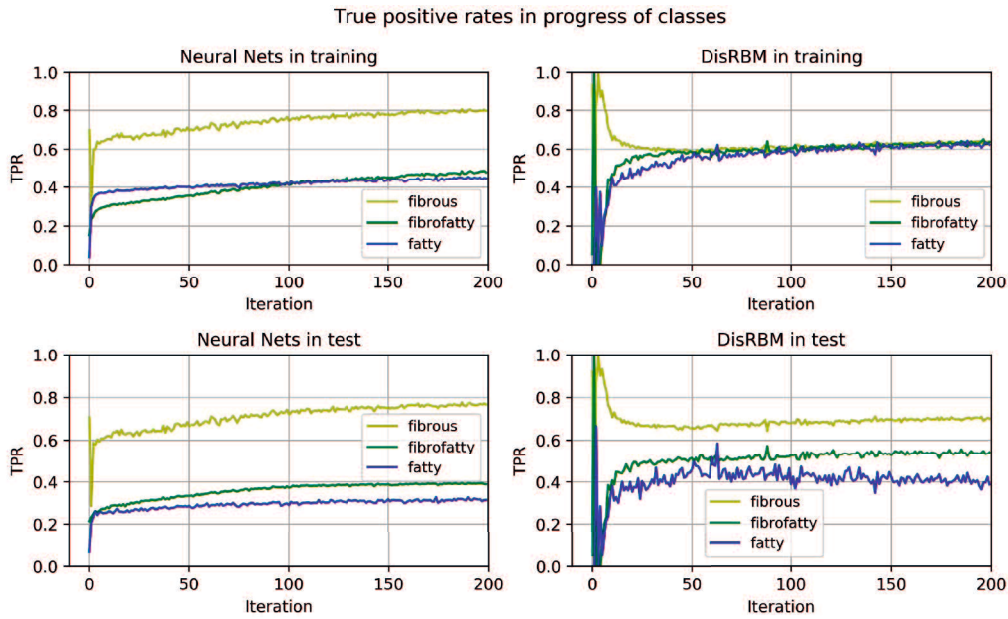 True positive rates in progress of classes
Neural Nets in training
TPR
1.0
0.8
0.6
0.4
0.2
0.0
fibrous
fibrofatty
fatty
0 50 100 150 200
Iteration
DisRBM in training
TPR
1.0
0.8
0.6
0.4
0.2
0.0
fibrous
fibrofatty
fatty
0 50 100 150 200
Iteration
Neural Nets in test
TPR
1.0
0.8
0.6
0.4
0.2
0.0
fibrous
fibrofatty
fatty
0 50 100 150 200
Iteration
DisRBM in test
TPR
1.0
0.8
0.6
0.4
0.2
0.0
fibrous
fibrofatty
fatty
0 50 100 150 200
Iteration